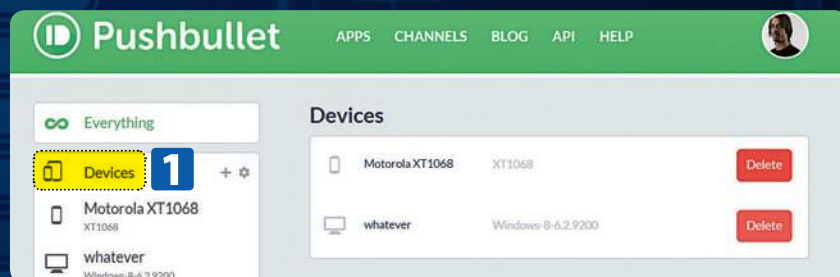 Pushbullet APPS CHANNELS BLOG API HELP
Everything
Devices
1
Motorola XT1068
XT1068
whatever
Windows-8-6.2.9200
Devices
Motorola XT1068 XT1068 Delete
whatever Windows-8-6.2.9200 Delete